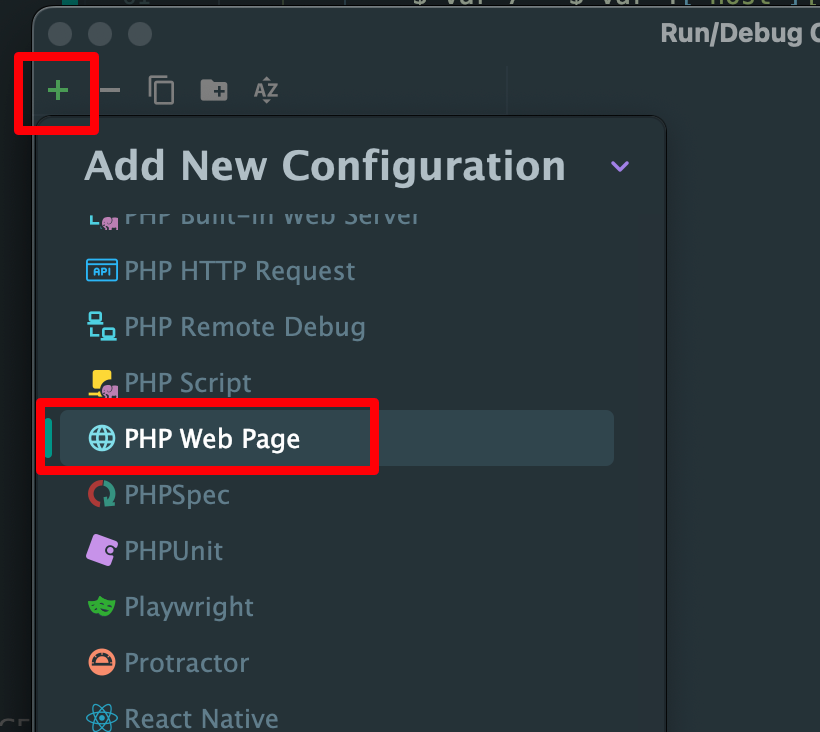 Run/Debug
AZ
Add New Configuration
PHP Built-in Web Server
API PHP HTTP Request
PHP Remote Debug
PHP Script
PHP Web Page
PHPSpec
PHPUnit
Playwright
Protractor
React Native